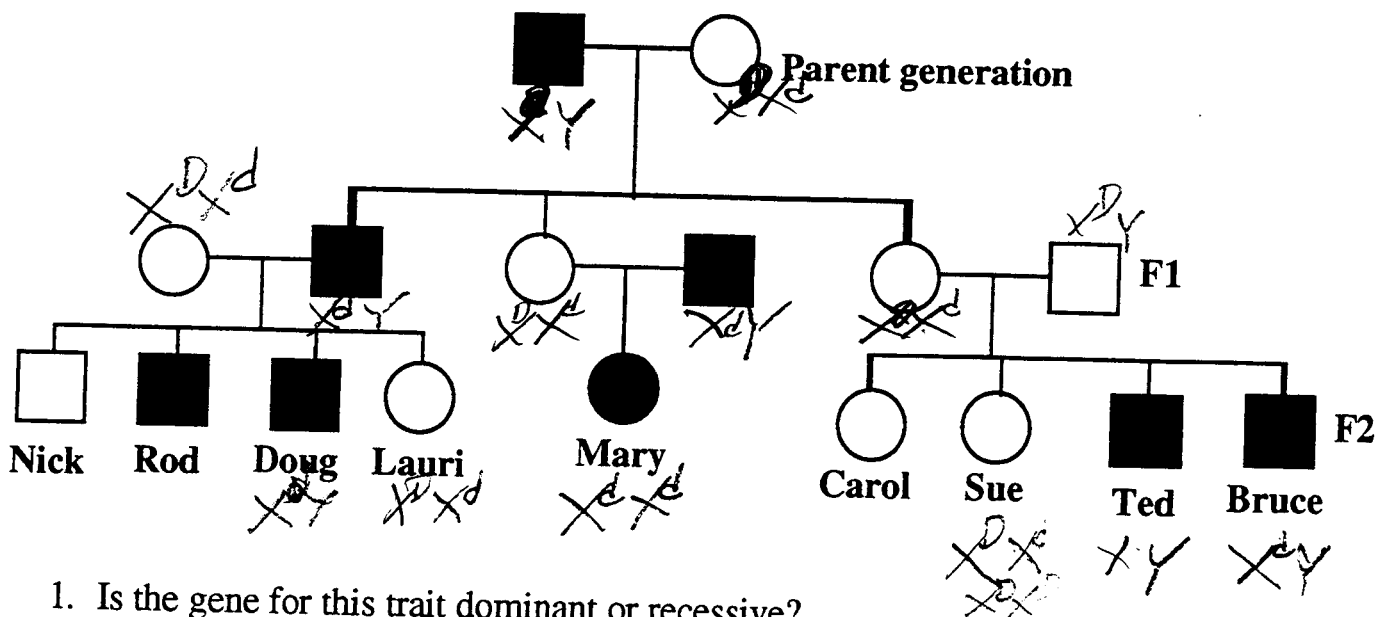 Parent generation
X Y
X X^d
X^D X^d
X^D Y
F1
X^d Y
X^D X^d
X^d Y
X X^d
Nick Rod Doug Lauri Mary Carol Sue Ted Bruce F2
X Y
X^D X^d
X^d X^d
X^D X
X Y
X^d Y
1. Is the gene for this trait dominant or recessive?